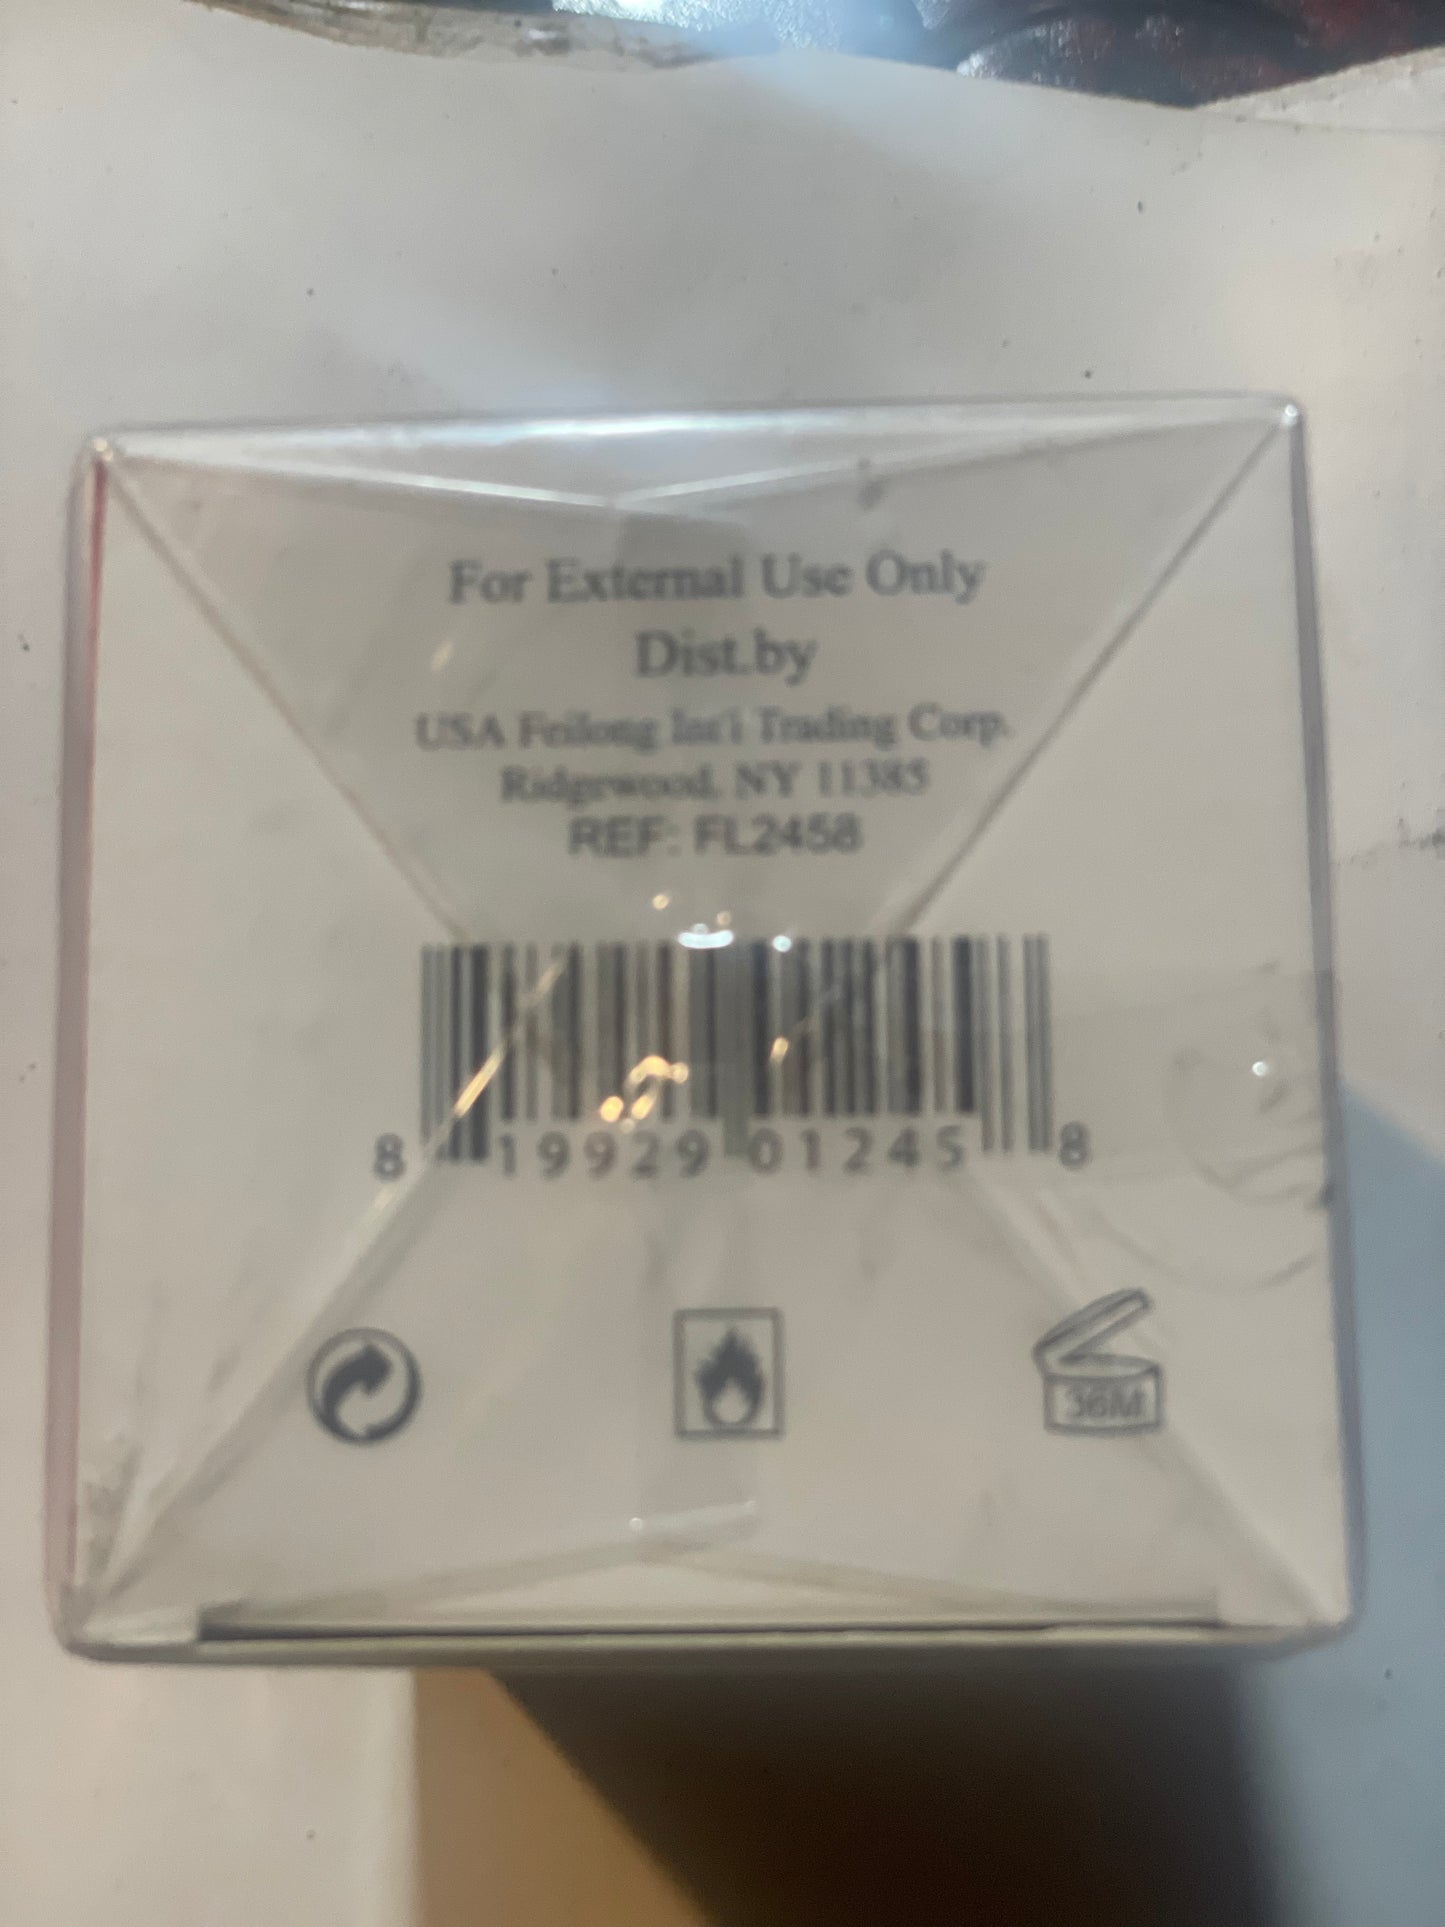 For External Use Only
Dist.by
USA Feilong Int'l Trading Corp.
Ridgewood, NY 11385
REF: FL2458
8 19929 01245 8
36M